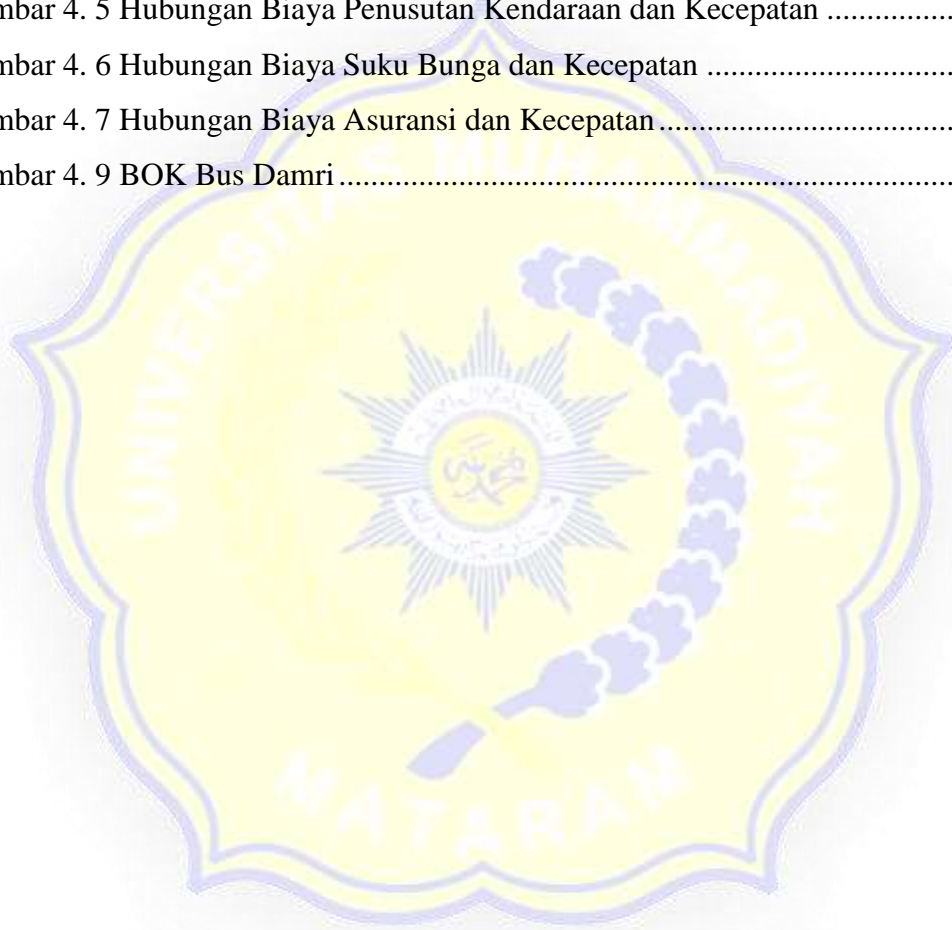 mbar 4. 5 Hubungan Biaya Penusutan Kendaraan dan Kecepatan ...............
mbar 4. 6 Hubungan Biaya Suku Bunga dan Kecepatan ..............................
mbar 4. 7 Hubungan Biaya Asuransi dan Kecepatan....................................
mbar 4. 9 BOK Bus Damri............................................................................
UNIVERSITAS MUHAMMADIYAH
MATARAM